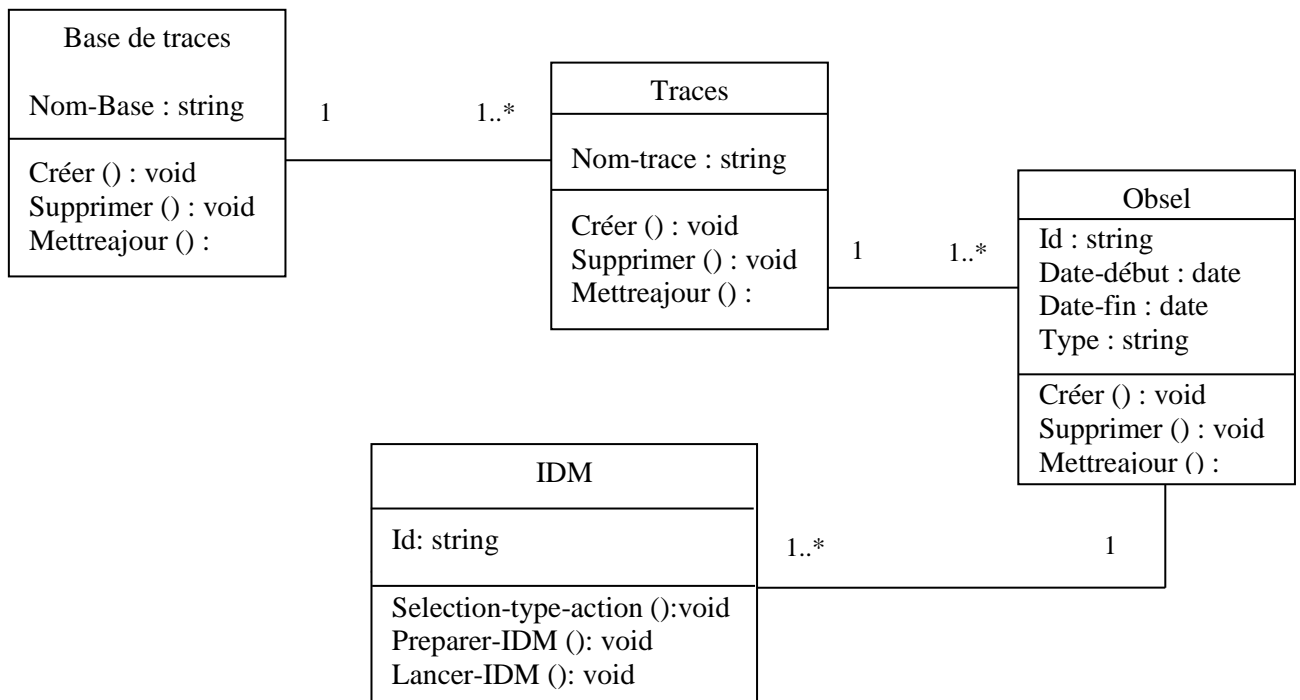 Base de traces
Nom-Base : string
Créer () : void
Supprimer () : void
Mettreajour () :
1
1..*
Traces
Nom-trace : string
Créer () : void
Supprimer () : void
Mettreajour () :
1
1..*
Obsel
Id : string
Date-début : date
Date-fin : date
Type : string
Créer () : void
Supprimer () : void
Mettreajour () :
IDM
Id: string
Selection-type-action ():void
Preparer-IDM (): void
Lancer-IDM (): void
1..*
1